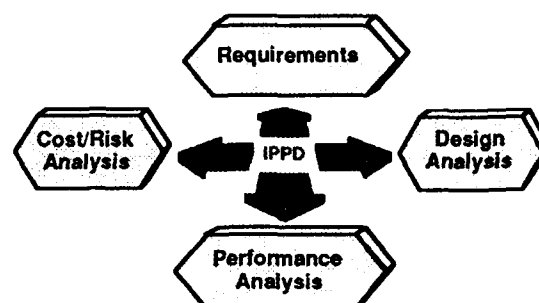 Requirements
Cost/Risk
Analysis
IPPD
Design
Analysis
Performance
Analysis